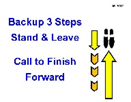 Backup 3 Steps
Stand & Leave
Call to Finish
Forward